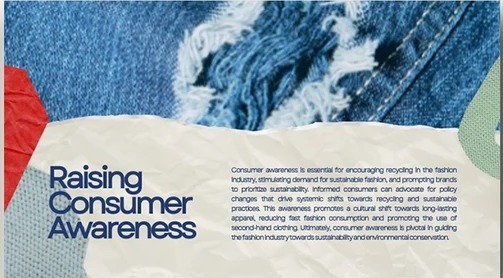 Raising
Consumer
Awareness
Consumer awareness is essential for encouraging recycling in the fashion
industry, stimulating demand for sustainable fashion, and prompting brands
to prioritize sustainability. Informed consumers can advocate for policy
changes that drive systemic shifts towards recycling and sustainable
practices. This awareness promotes a cultural shift towards long-lasting
apparel, reducing fast fashion consumption and promoting the use of
second-hand clothing. Ultimately, consumer awareness is pivotal in guiding
the fashion industry towards sustainability and environmental conservation.